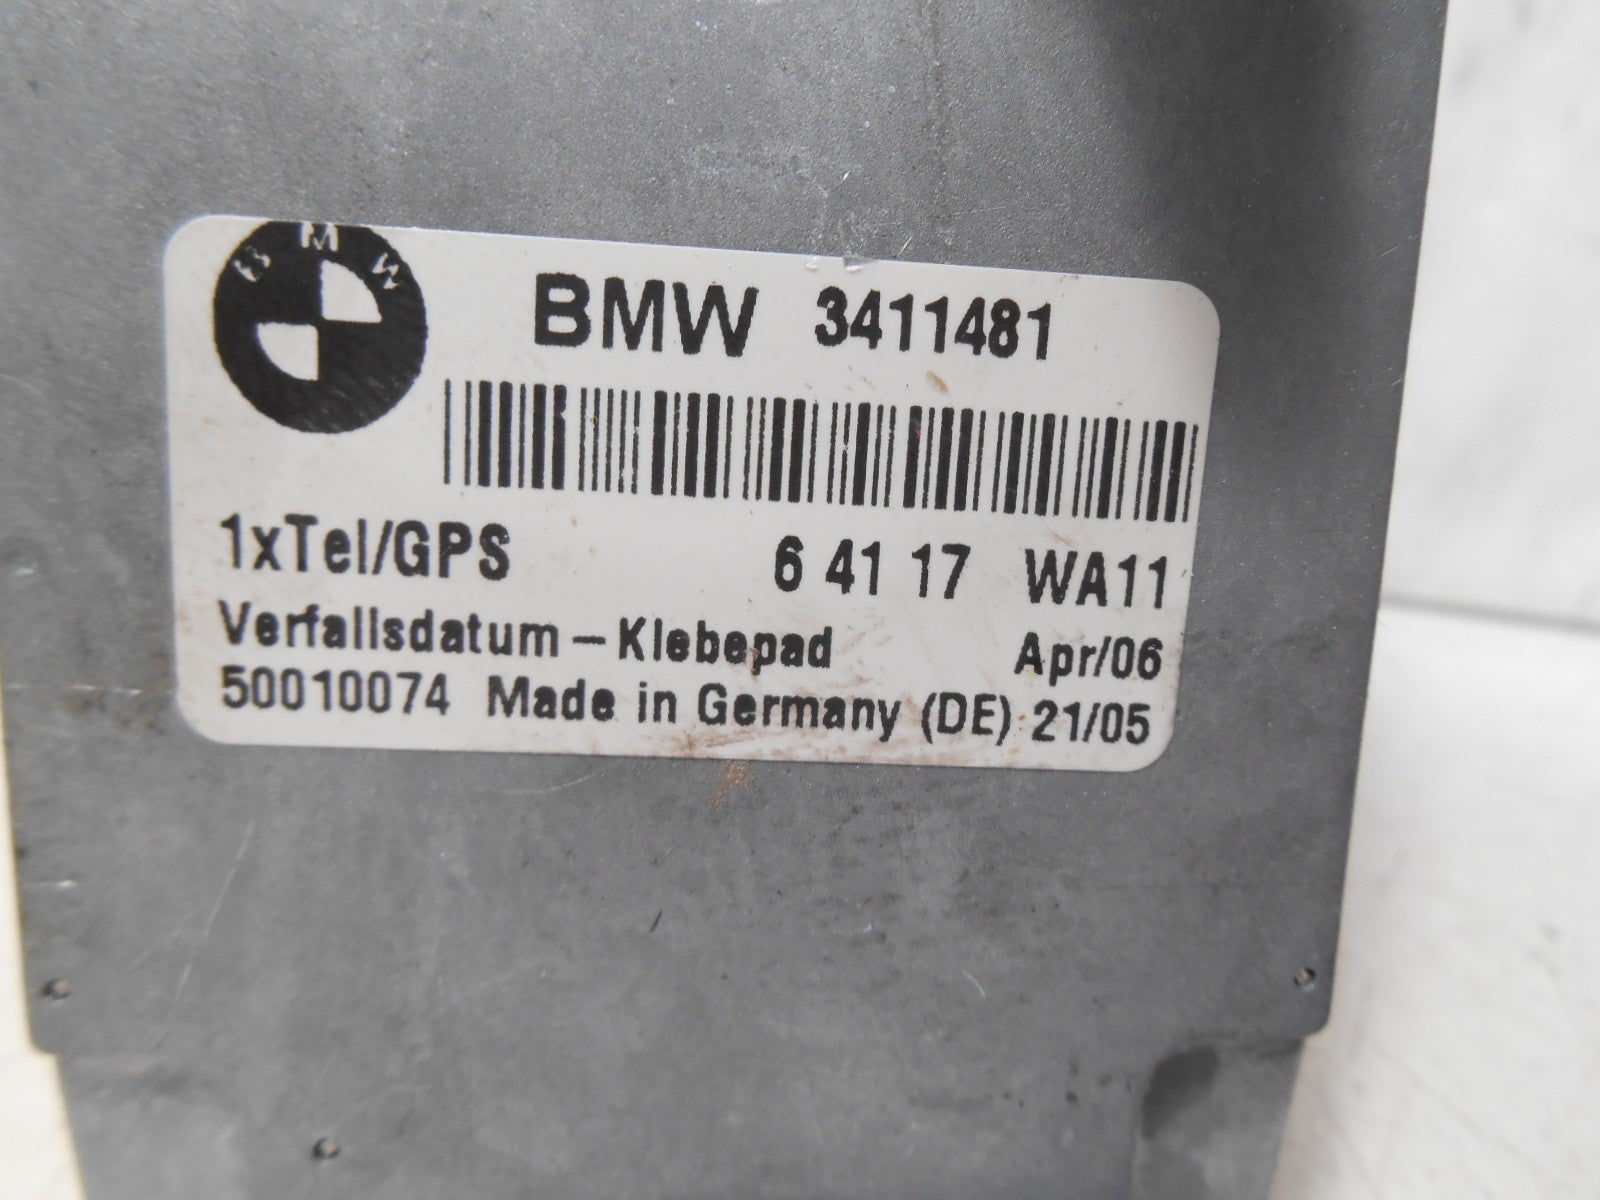 BMW
BMW 3411481
1xTel/GPS 6 41 17 WA11
Verfallsdatum – Klebepad Apr/06
50010074 Made in Germany (DE) 21/05